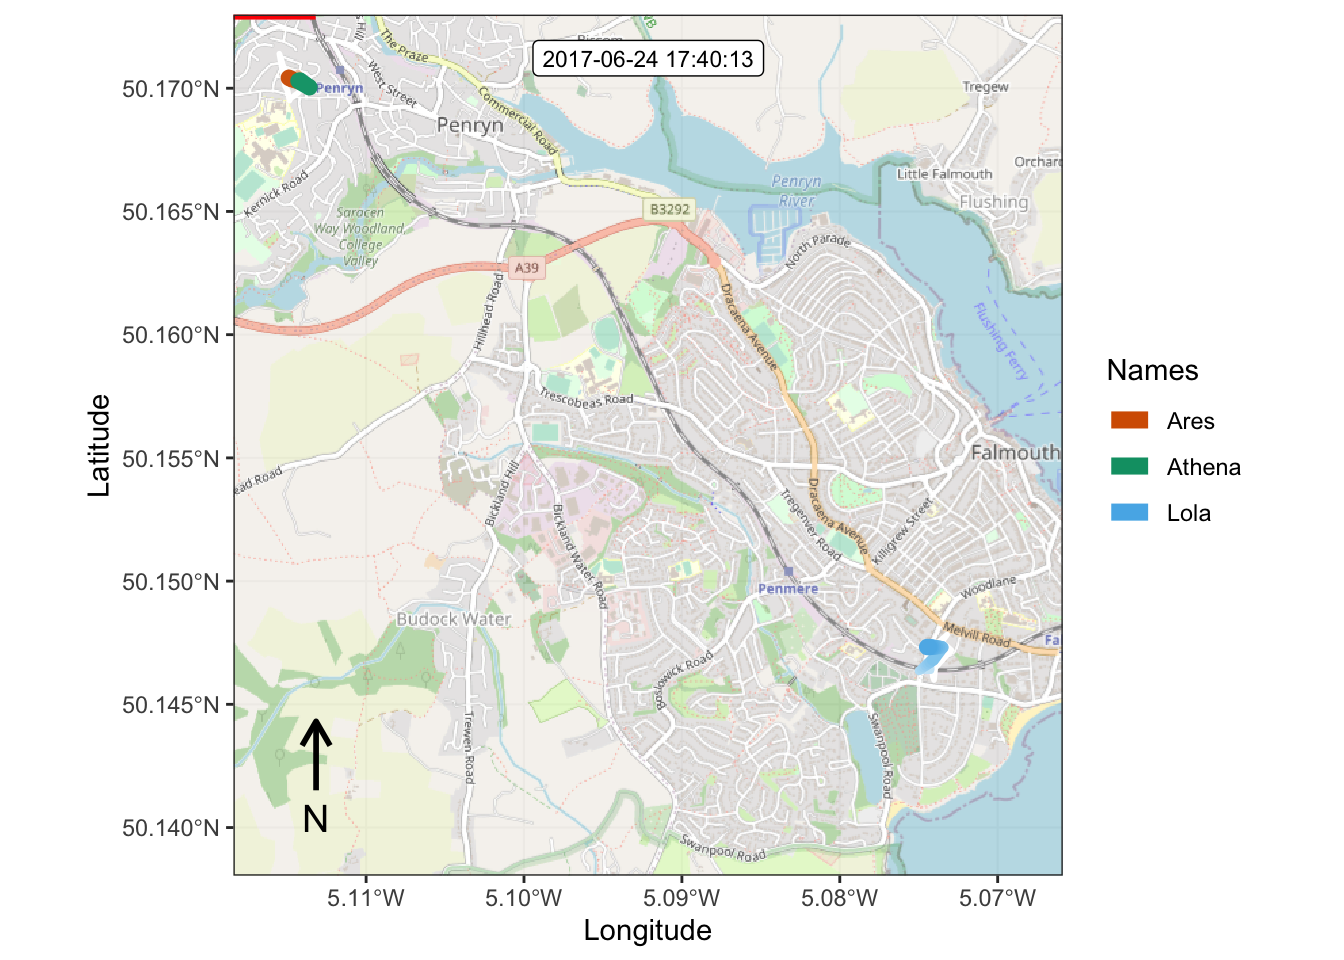 2017-06-24 17:40:13
The Praze
West Street
Penryn
Penryn
Commercial Road
Tregew
Little Falmouth
Orchard
Flushing
Penryn
River
Kernick Road
Saracen
Way Woodland,
College
Valley
B3292
A39
North Parade
Hillhead Road
Dracaena Avenue
Flushing Ferry
Trescobeas Road
Falmouth
ead Road
Bickland Hill
Bickland Water Road
Dracaena Avenue
Tregenver Road
Killigrew Street
Woodlane
Penmere
Budock Water
Melvill Road
Fa
Boslowick Road
Trewen Road
Swanpool Road
Swanpool Road
N
50.170°N
50.165°N
50.160°N
50.155°N
50.150°N
50.145°N
50.140°N
Latitude
5.11°W
5.10°W
5.09°W
5.08°W
5.07°W
Longitude
Names
Ares
Athena
Lola